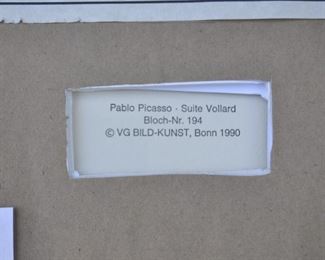 Pablo Picasso · Suite Vollard
Bloch-Nr. 194
© VG BILD-KUNST, Bonn 1990